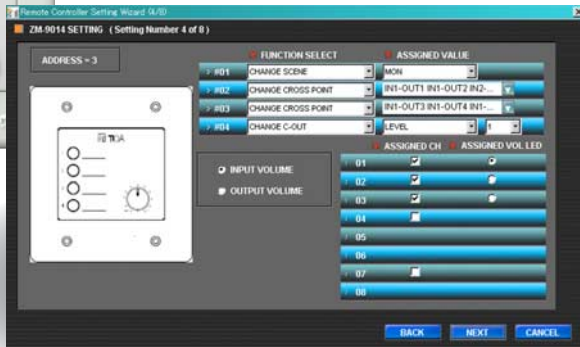 Remote Controller Setting Wizard (4/8)
ZM-9014 SETTING ( Setting Number 4 of 8 )
ADDRESS = 3
FUNCTION SELECT ASSIGNED VALUE
#01 CHANGE SCENE MON
#02 CHANGE CROSS POINT IN1-OUT1 IN1-OUT2 IN2-...
#03 CHANGE CROSS POINT IN1-OUT3 IN1-OUT4 IN1-...
#04 CHANGE C-OUT LEVEL 1
TOA
INPUT VOLUME
OUTPUT VOLUME
ASSIGNED CH ASSIGNED VOL LED
01
02
03
04
05
06
07
08
BACK NEXT CANCEL